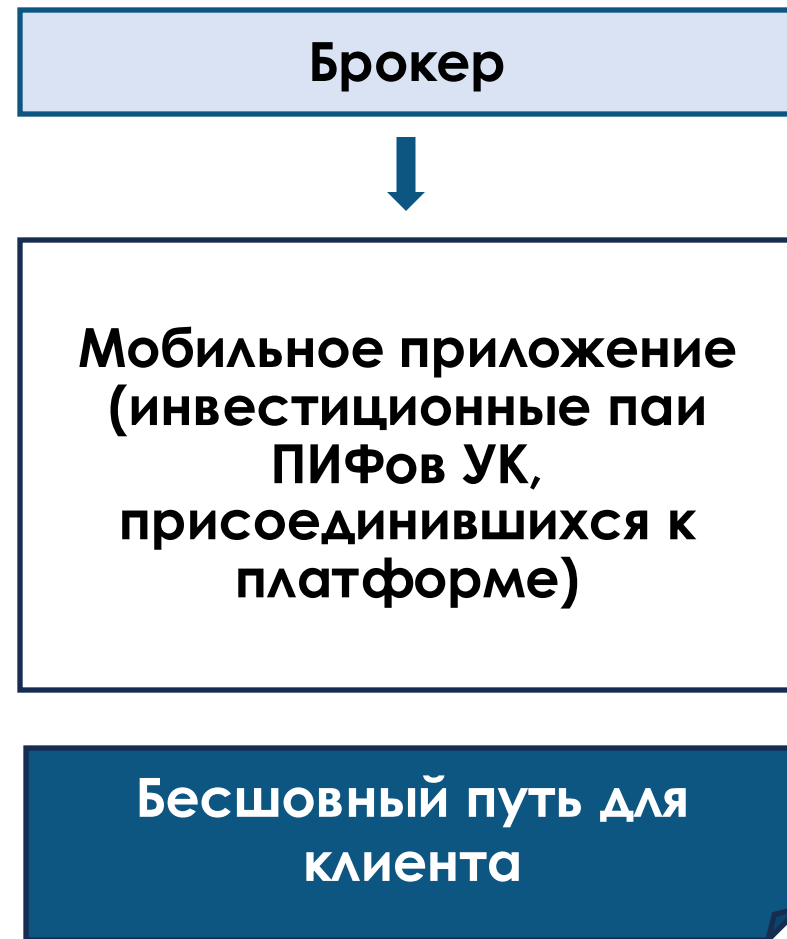 Брокер
Мобильное приложение
(инвестиционные паи
ПИФов УК,
присоединившихся к
платформе)
Бесшовный путь для
клиента